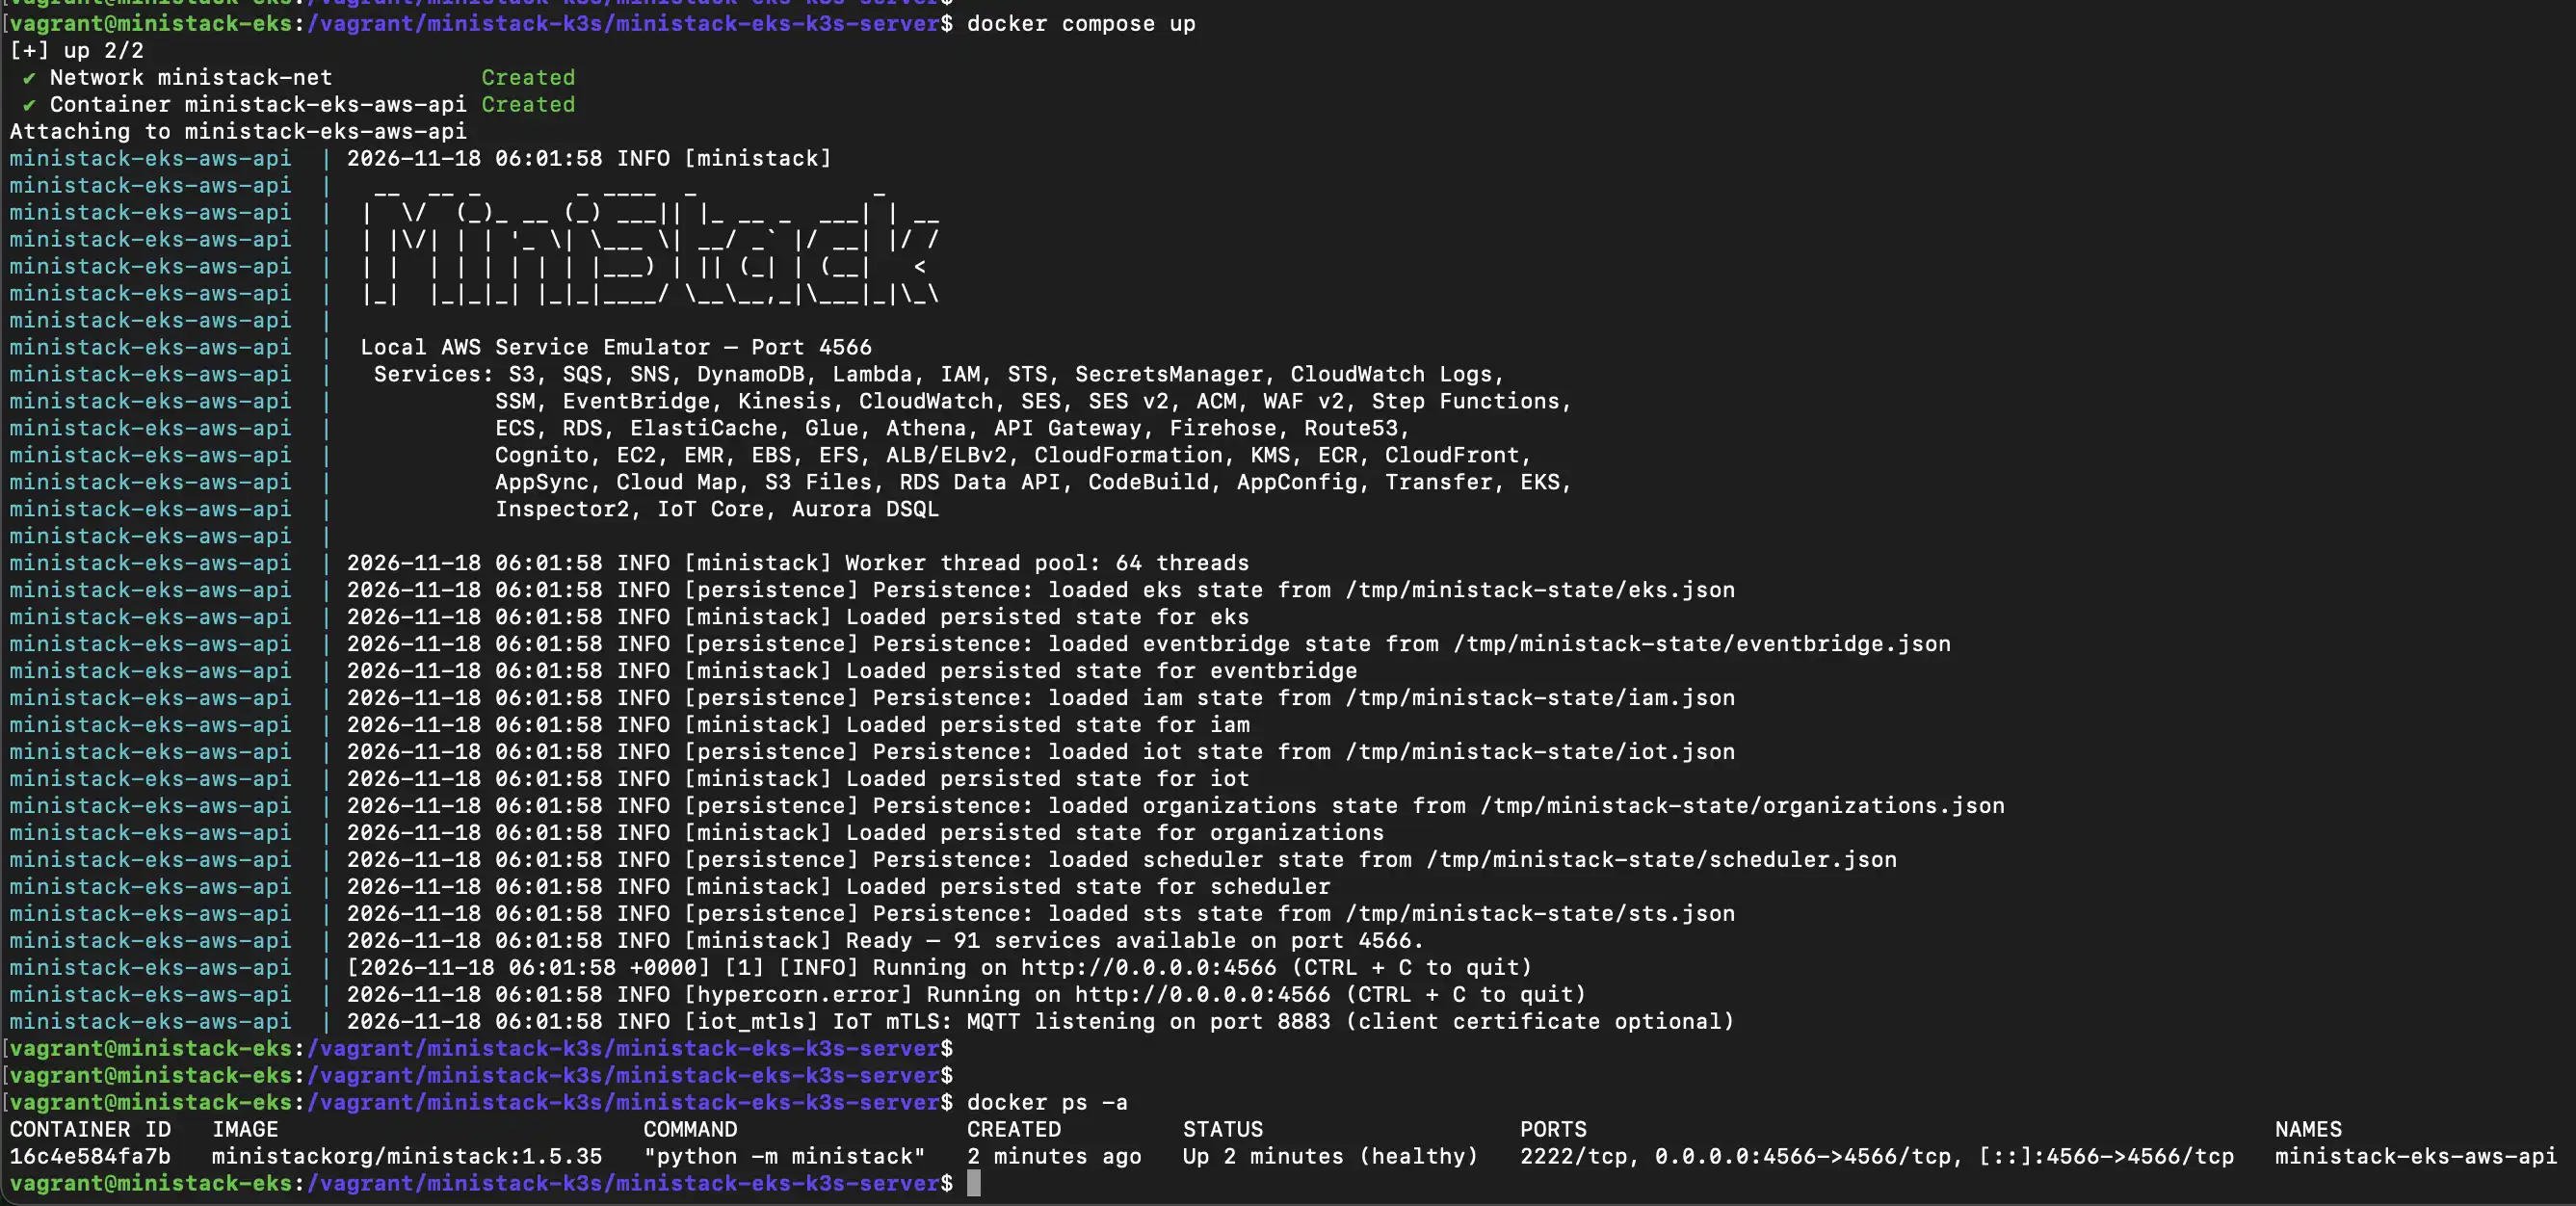 [vagrant@ministack-eks:/vagrant/ministack-k3s/ministack-eks-k3s-server$
[vagrant@ministack-eks:/vagrant/ministack-k3s/ministack-eks-k3s-server$ docker compose up
[+] up 2/2
 ✔ Network ministack-net           Created
 ✔ Container ministack-eks-aws-api Created
Attaching to ministack-eks-aws-api
ministack-eks-aws-api  | 2026-11-18 06:01:58 INFO [ministack]
ministack-eks-aws-api  |   __  __ _       _ ____  _             _
ministack-eks-aws-api  |  |  \/  (_)_ __ (_) ___|| |_ __ _  ___| | __
ministack-eks-aws-api  |  | |\/| | | '_ \| \___ \| __/ _` |/ __| |/ /
ministack-eks-aws-api  |  | |  | | | | | | |___) | || (_| | (__|   <
ministack-eks-aws-api  |  |_|  |_|_|_| |_|_|____/ \__\__,_|\___|_|\_\
ministack-eks-aws-api  |
ministack-eks-aws-api  |  Local AWS Service Emulator — Port 4566
ministack-eks-aws-api  |   Services: S3, SQS, SNS, DynamoDB, Lambda, IAM, STS, SecretsManager, CloudWatch Logs,
ministack-eks-aws-api  |            SSM, EventBridge, Kinesis, CloudWatch, SES, SES v2, ACM, WAF v2, Step Functions,
ministack-eks-aws-api  |            ECS, RDS, ElastiCache, Glue, Athena, API Gateway, Firehose, Route53,
ministack-eks-aws-api  |            Cognito, EC2, EMR, EBS, EFS, ALB/ELBv2, CloudFormation, KMS, ECR, CloudFront,
ministack-eks-aws-api  |            AppSync, Cloud Map, S3 Files, RDS Data API, CodeBuild, AppConfig, Transfer, EKS,
ministack-eks-aws-api  |            Inspector2, IoT Core, Aurora DSQL
ministack-eks-aws-api  |
ministack-eks-aws-api  | 2026-11-18 06:01:58 INFO [ministack] Worker thread pool: 64 threads
ministack-eks-aws-api  | 2026-11-18 06:01:58 INFO [persistence] Persistence: loaded eks state from /tmp/ministack-state/eks.json
ministack-eks-aws-api  | 2026-11-18 06:01:58 INFO [ministack] Loaded persisted state for eks
ministack-eks-aws-api  | 2026-11-18 06:01:58 INFO [persistence] Persistence: loaded eventbridge state from /tmp/ministack-state/eventbridge.json
ministack-eks-aws-api  | 2026-11-18 06:01:58 INFO [ministack] Loaded persisted state for eventbridge
ministack-eks-aws-api  | 2026-11-18 06:01:58 INFO [persistence] Persistence: loaded iam state from /tmp/ministack-state/iam.json
ministack-eks-aws-api  | 2026-11-18 06:01:58 INFO [ministack] Loaded persisted state for iam
ministack-eks-aws-api  | 2026-11-18 06:01:58 INFO [persistence] Persistence: loaded iot state from /tmp/ministack-state/iot.json
ministack-eks-aws-api  | 2026-11-18 06:01:58 INFO [ministack] Loaded persisted state for iot
ministack-eks-aws-api  | 2026-11-18 06:01:58 INFO [persistence] Persistence: loaded organizations state from /tmp/ministack-state/organizations.json
ministack-eks-aws-api  | 2026-11-18 06:01:58 INFO [ministack] Loaded persisted state for organizations
ministack-eks-aws-api  | 2026-11-18 06:01:58 INFO [persistence] Persistence: loaded scheduler state from /tmp/ministack-state/scheduler.json
ministack-eks-aws-api  | 2026-11-18 06:01:58 INFO [ministack] Loaded persisted state for scheduler
ministack-eks-aws-api  | 2026-11-18 06:01:58 INFO [persistence] Persistence: loaded sts state from /tmp/ministack-state/sts.json
ministack-eks-aws-api  | 2026-11-18 06:01:58 INFO [ministack] Ready — 91 services available on port 4566.
ministack-eks-aws-api  | [2026-11-18 06:01:58 +0000] [1] [INFO] Running on http://0.0.0.0:4566 (CTRL + C to quit)
ministack-eks-aws-api  | 2026-11-18 06:01:58 INFO [hypercorn.error] Running on http://0.0.0.0:4566 (CTRL + C to quit)
ministack-eks-aws-api  | 2026-11-18 06:01:58 INFO [iot_mtls] IoT mTLS: MQTT listening on port 8883 (client certificate optional)
[vagrant@ministack-eks:/vagrant/ministack-k3s/ministack-eks-k3s-server$
[vagrant@ministack-eks:/vagrant/ministack-k3s/ministack-eks-k3s-server$
[vagrant@ministack-eks:/vagrant/ministack-k3s/ministack-eks-k3s-server$ docker ps -a
CONTAINER ID   IMAGE                           COMMAND                 CREATED         STATUS                   PORTS                                                   NAMES
16c4e584fa7b   ministackorg/ministack:1.5.35   "python -m ministack"   2 minutes ago   Up 2 minutes (healthy)   2222/tcp, 0.0.0.0:4566->4566/tcp, [::]:4566->4566/tcp   ministack-eks-aws-api
vagrant@ministack-eks:/vagrant/ministack-k3s/ministack-eks-k3s-server$